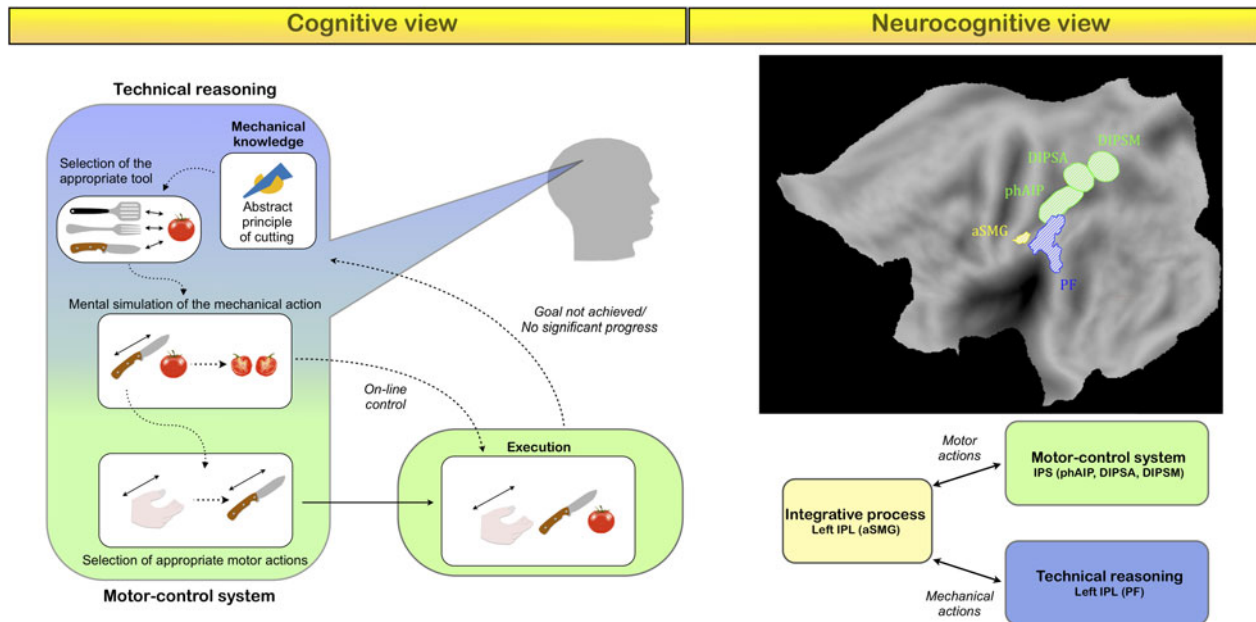 Cognitive view
Neurocognitive view
Technical reasoning
Mechanical
knowledge
Selection of the
appropriate tool
Abstract
principle
of cutting
Mental simulation of the mechanical action
Goal not achieved/
No significant progress
On-line
control
Execution
Selection of appropriate motor actions
Motor-control system
DIPSM
DIPSA
phAIP
aSMG
PF
Motor
actions
Motor-control system
IPS (phAIP, DIPSA, DIPSM)
Integrative process
Left IPL (aSMG)
Technical reasoning
Left IPL (PF)
Mechanical
actions